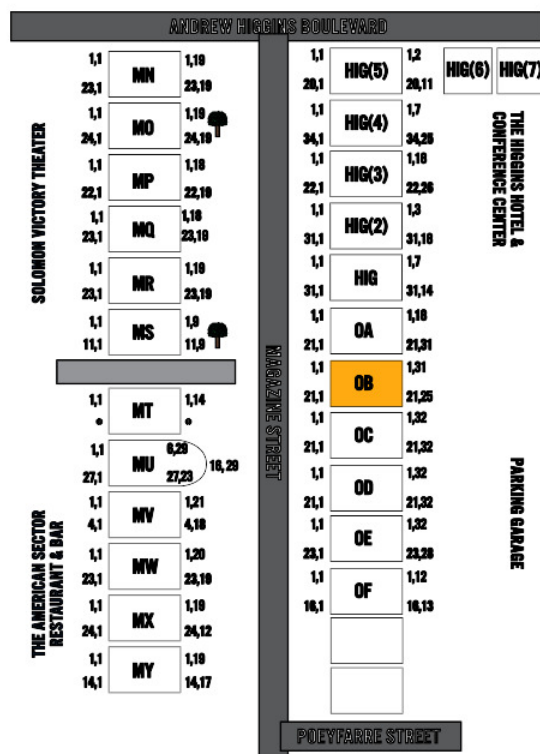 ANDREW HIGGINS BOULEVARD
1,1 MN 1,19
23,1 23,19
1,1 MO 1,19
24,1 24,19
1,1 MP 1,18
22,1 22,19
1,1 MQ 1,18
23,1 23,19
1,1 MR 1,19
23,1 23,19
1,1 MS 1,9
11,1 11,9
1,1 MT 1,14
1,1 MU 6,29
27,1 27,23 16,29
1,1 MV 1,21
4,1 4,18
1,1 MW 1,20
23,1 23,19
1,1 MX 1,19
24,1 24,12
1,1 MY 1,19
14,1 14,17
SOLOMON VICTORY THEATER
THE AMERICAN SECTOR
RESTAURANT & BAR
MAGAZINE STREET
1,1 HIG(5) 1,2 HIG(6) HIG(7)
20,1 20,11
1,1 HIG(4) 1,7
34,1 34,25
1,1 HIG(3) 1,16
22,1 22,26
1,1 HIG(2) 1,3
31,1 31,16
1,1 HIG 1,7
31,1 31,14
1,1 OA 1,18
21,1 21,31
1,1 OB 1,31
21,1 21,25
1,1 OC 1,32
21,1 21,32
1,1 OD 1,32
21,1 21,32
1,1 OE 1,32
23,1 23,28
1,1 OF 1,12
16,1 16,13
THE HIGGINS HOTEL &
CONFERENCE CENTER
PARKING GARAGE
POEYFARRE STREET